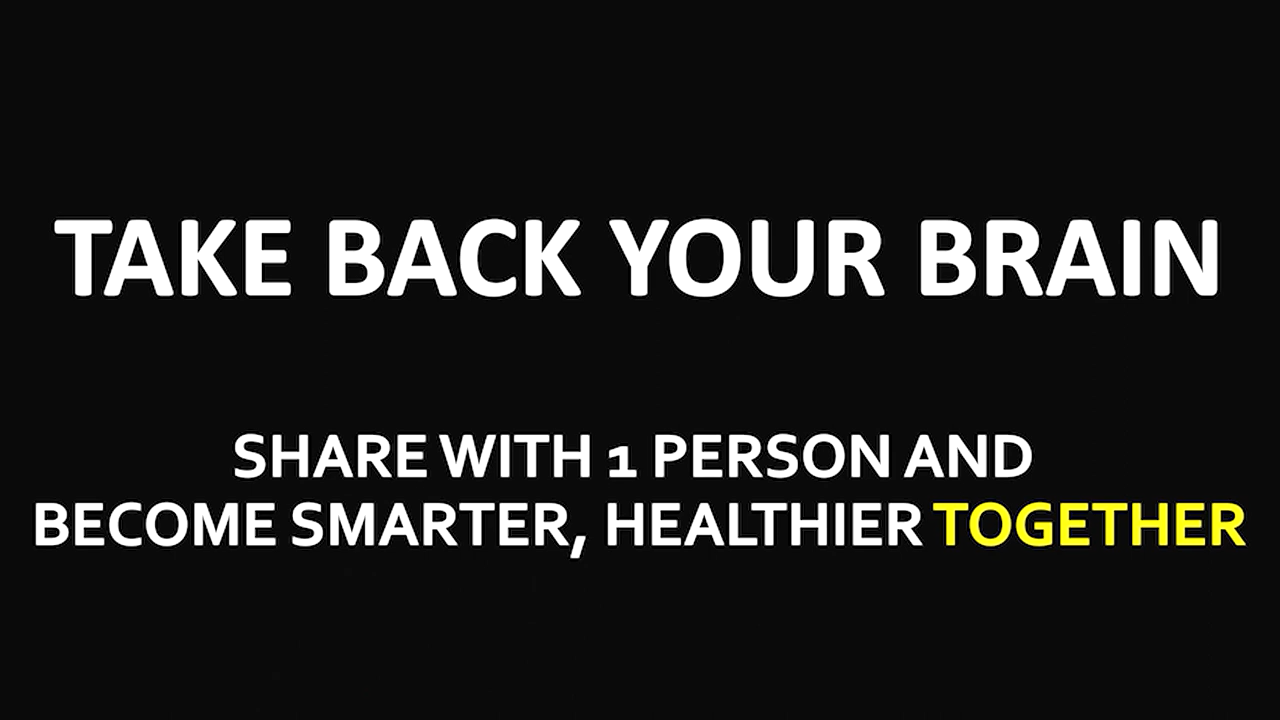 TAKE BACK YOUR BRAIN
SHARE WITH 1 PERSON AND
BECOME SMARTER, HEALTHIER TOGETHER